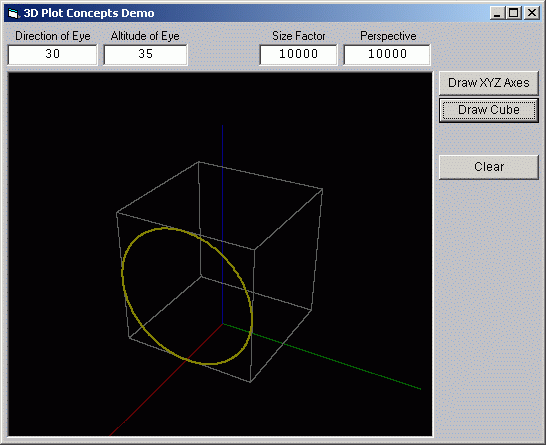 3D Plot Concepts Demo
Direction of Eye Altitude of Eye Size Factor Perspective
30 35 10000 10000
Draw XYZ Axes
Draw Cube
Clear